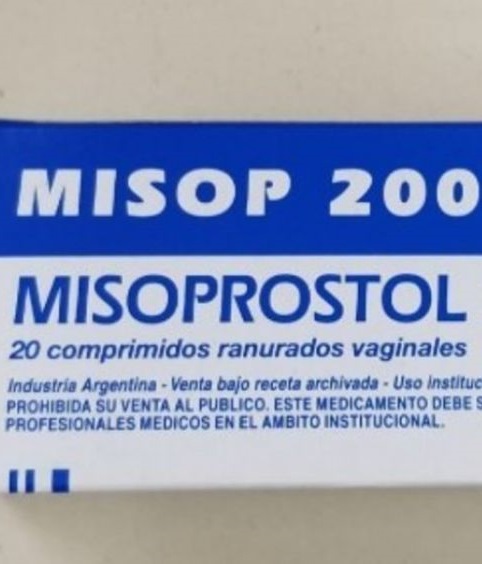 MISOP 200
MISOPROSTOL
20 comprimidos ranurados vaginales
Industria Argentina - Venta bajo receta archivada - Uso instituc
PROHIBIDA SU VENTA AL PUBLICO. ESTE MEDICAMENTO DEBE S
PROFESIONALES MEDICOS EN EL AMBITO INSTITUCIONAL.